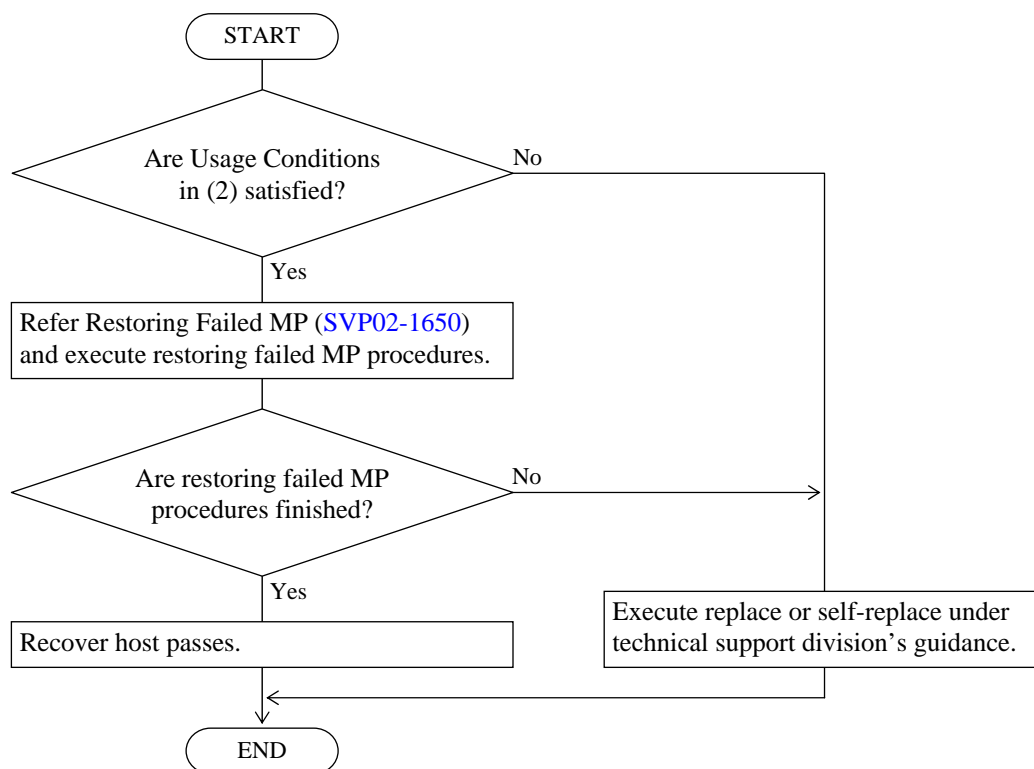 START
Are Usage Conditions
in (2) satisfied?
No
Yes
Refer Restoring Failed MP (SVP02-1650)
and execute restoring failed MP procedures.
Are restoring failed MP
procedures finished?
No
Yes
Recover host passes.
Execute replace or self-replace under
technical support division’s guidance.
END